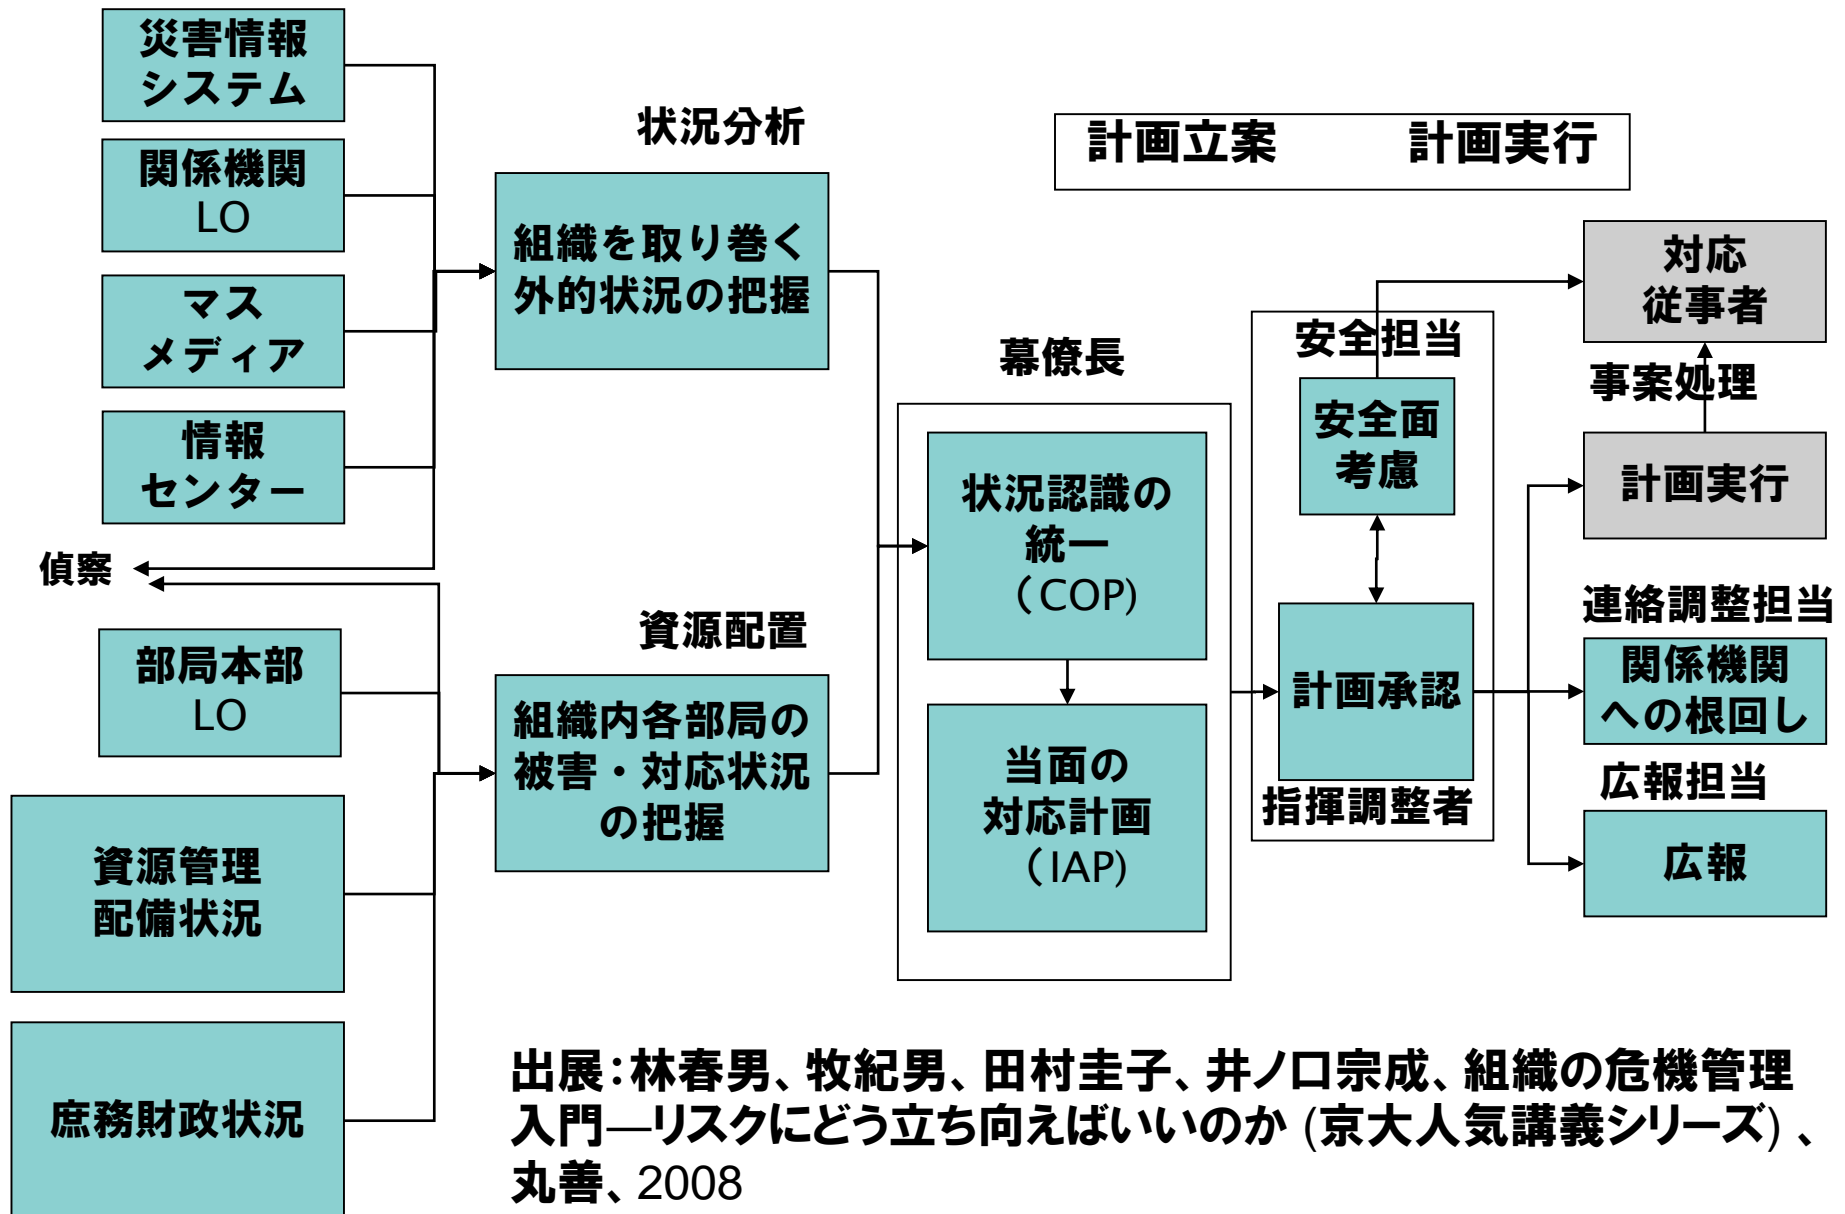 災害情報
システム
関係機関
LO
マス
メディア
情報
センター
偵察
部局本部
LO
資源管理
配備状況
庶務財政状況
状況分析
組織を取り巻く
外的状況の把握
資源配置
組織内各部局の
被害・対応状況
の把握
計画立案 計画実行
幕僚長
状況認識の
統一
(COP)
当面の
対応計画
(IAP)
安全担当
安全面
考慮
計画承認
指揮調整者
対応
従事者
事案処理
計画実行
連絡調整担当
関係機関
への根回し
広報担当
広報
出展：林春男、牧紀男、田村圭子、井ノ口宗成、組織の危機管理
入門―リスクにどう立ち向えばいいのか (京大人気講義シリーズ) 、
丸善、2008